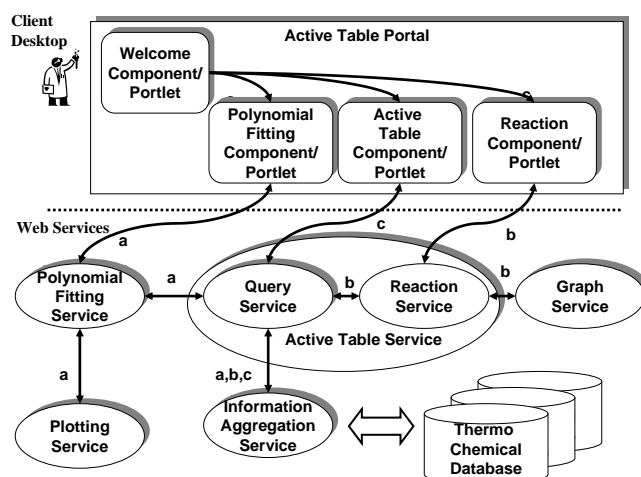 Client
Desktop
Active Table Portal
Welcome
Component/
Portlet
Polynomial
Fitting
Component/
Portlet
Active
Table
Component/
Portlet
Reaction
Component/
Portlet
Web Services
a
c
b
Polynomial
Fitting
Service
a
Query
Service
b
Reaction
Service
b
Graph
Service
Active Table Service
a
a,b,c
Plotting
Service
Information
Aggregation
Service
Thermo
Chemical
Database